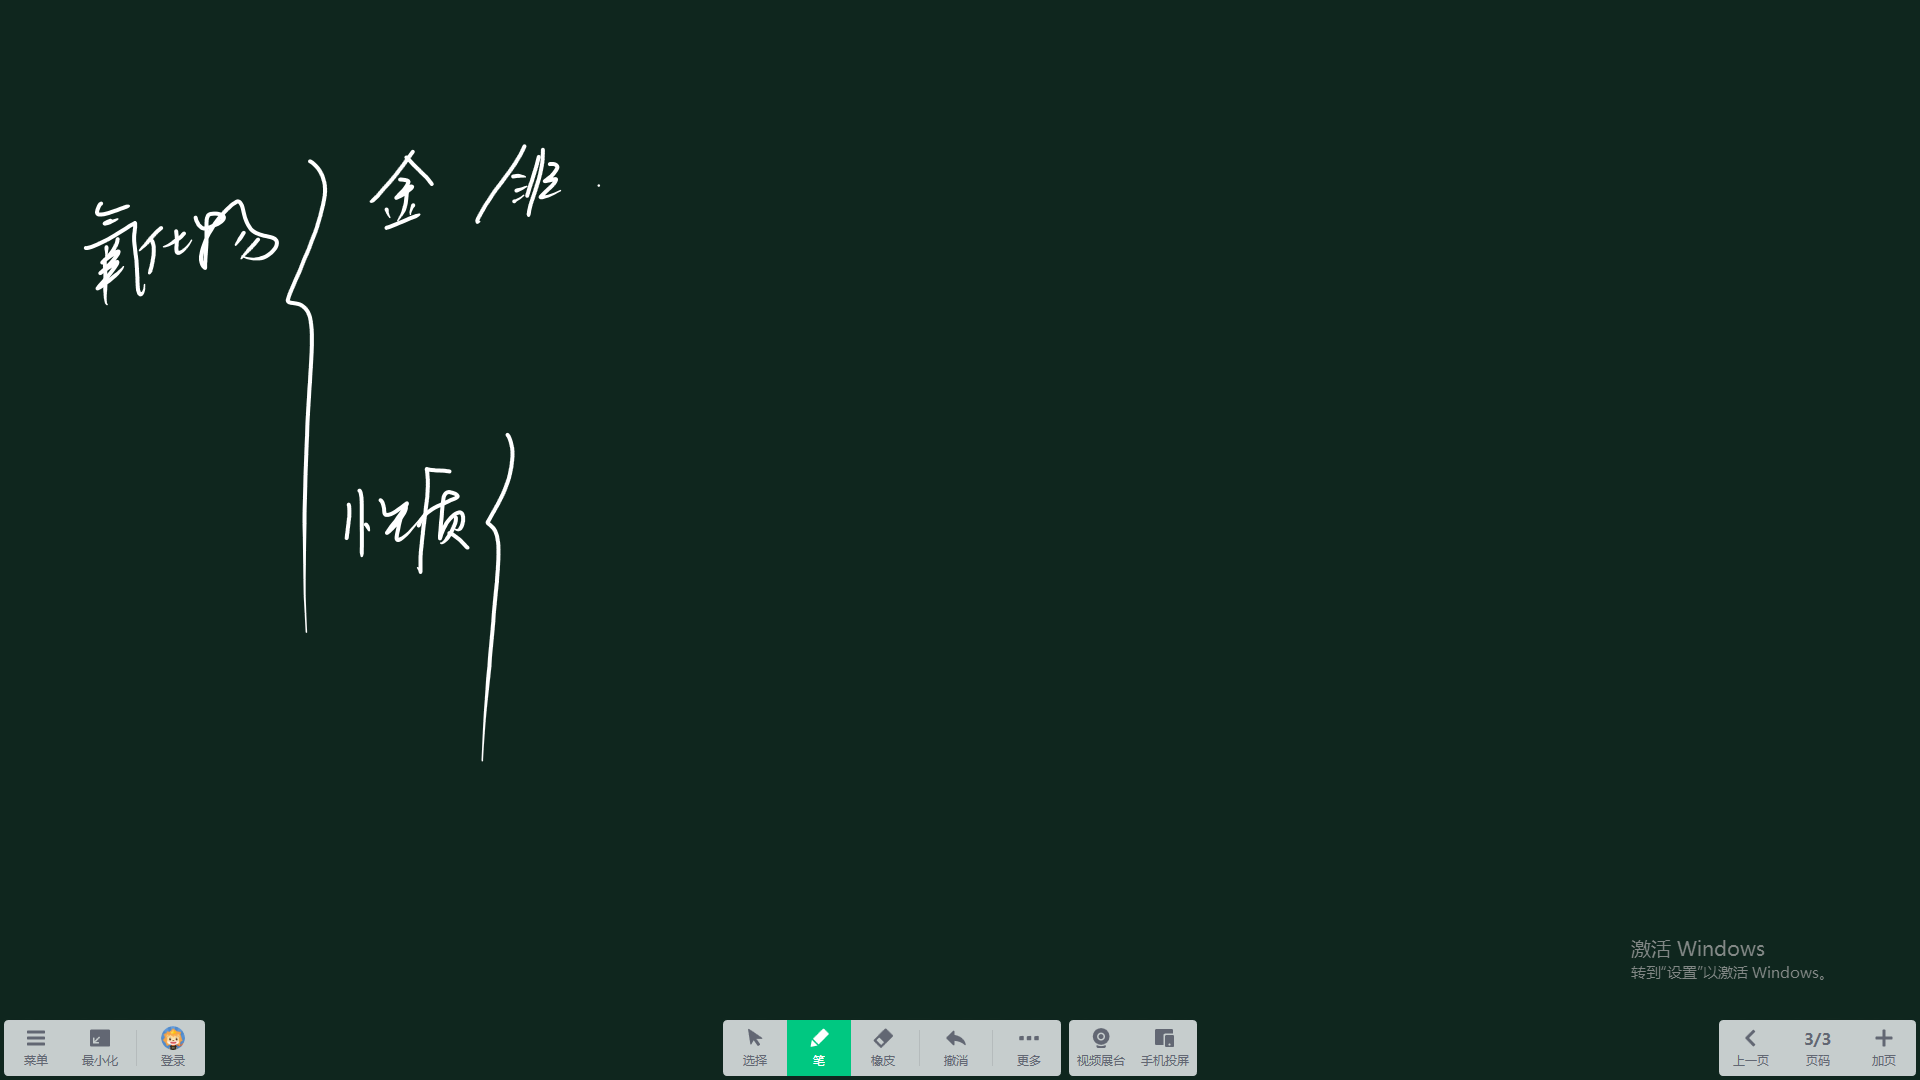 氧化物
金 / 非
性质
激活 Windows
转到“设置”以激活 Windows。
菜单 最小化 登录 选择 笔 橡皮 撤消 更多 视频展台 手机投屏 上一页 3/3 页码 加页